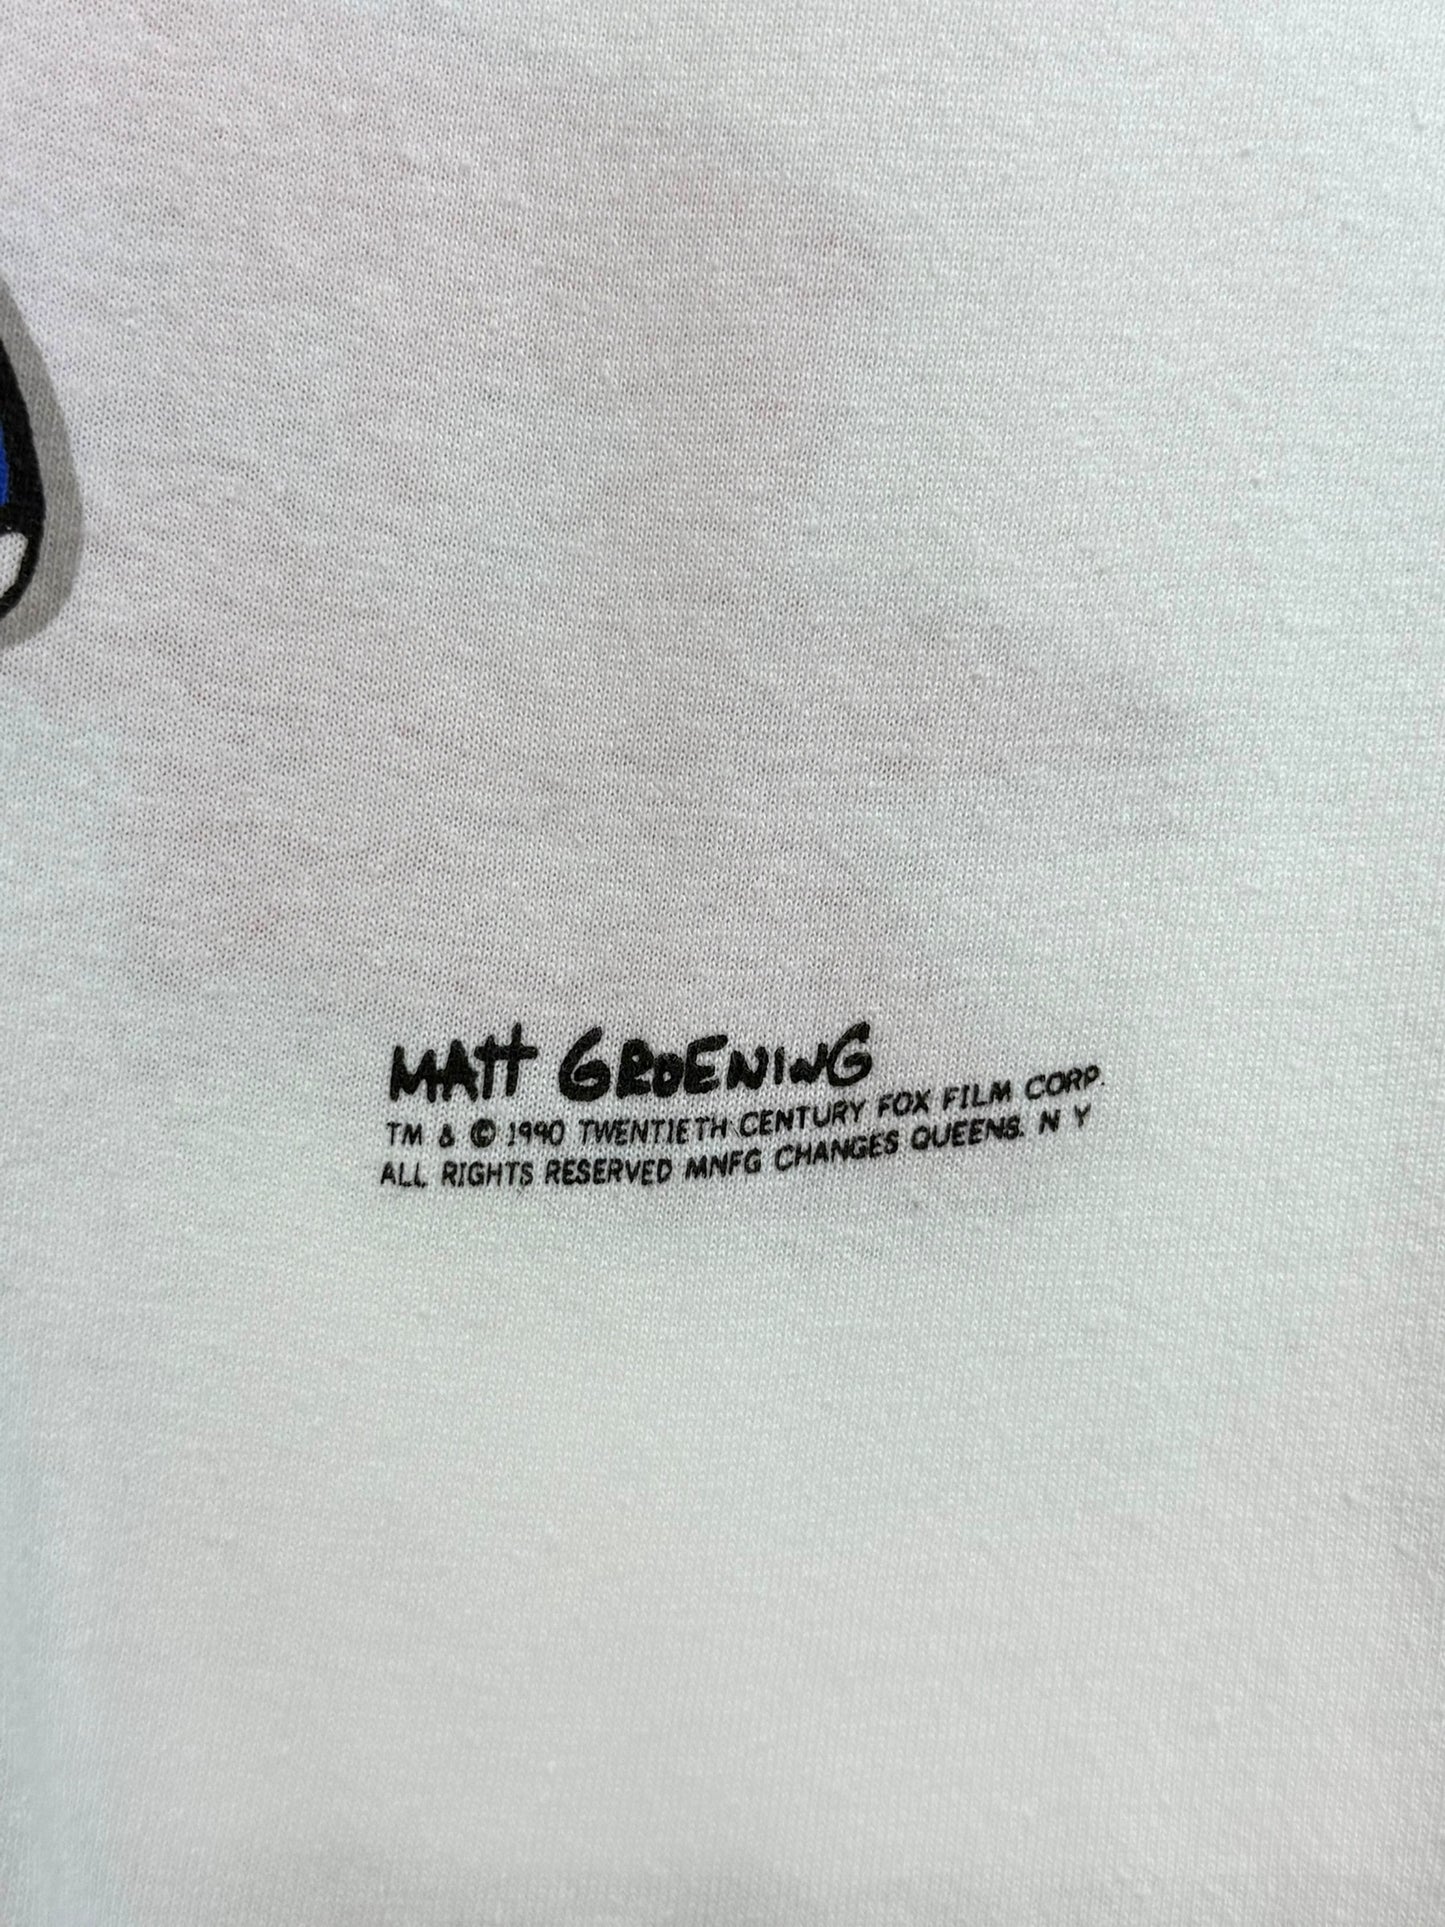 MATT GROENING
TM & © 1990 TWENTIETH CENTURY FOX FILM CORP.
ALL RIGHTS RESERVED MNFG CHANGES QUEENS. N Y